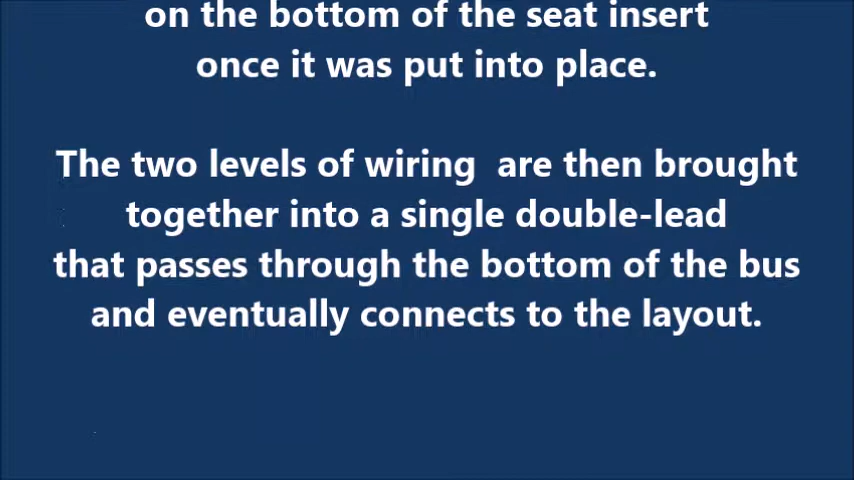 on the bottom of the seat insert
once it was put into place.
The two levels of wiring  are then brought
together into a single double-lead
that passes through the bottom of the bus
and eventually connects to the layout.